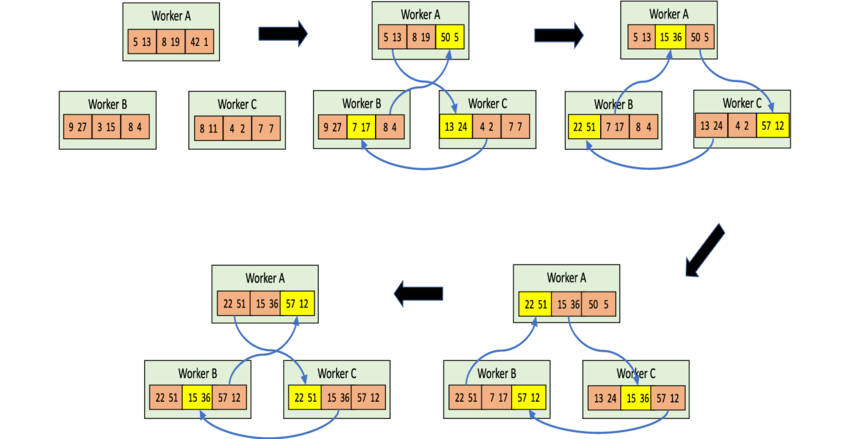 Worker A
5 13 8 19 42 1
Worker B
9 27 3 15 8 4
Worker C
8 11 4 2 7 7
Worker A
5 13 8 19 50 5
Worker B
9 27 7 17 8 4
Worker C
13 24 4 2 7 7
Worker A
5 13 15 36 50 5
Worker B
22 51 7 17 8 4
Worker C
13 24 4 2 57 12
Worker A
22 51 15 36 57 12
Worker B
22 51 15 36 57 12
Worker C
22 51 15 36 57 12
Worker A
22 51 15 36 50 5
Worker B
22 51 7 17 57 12
Worker C
13 24 15 36 57 12